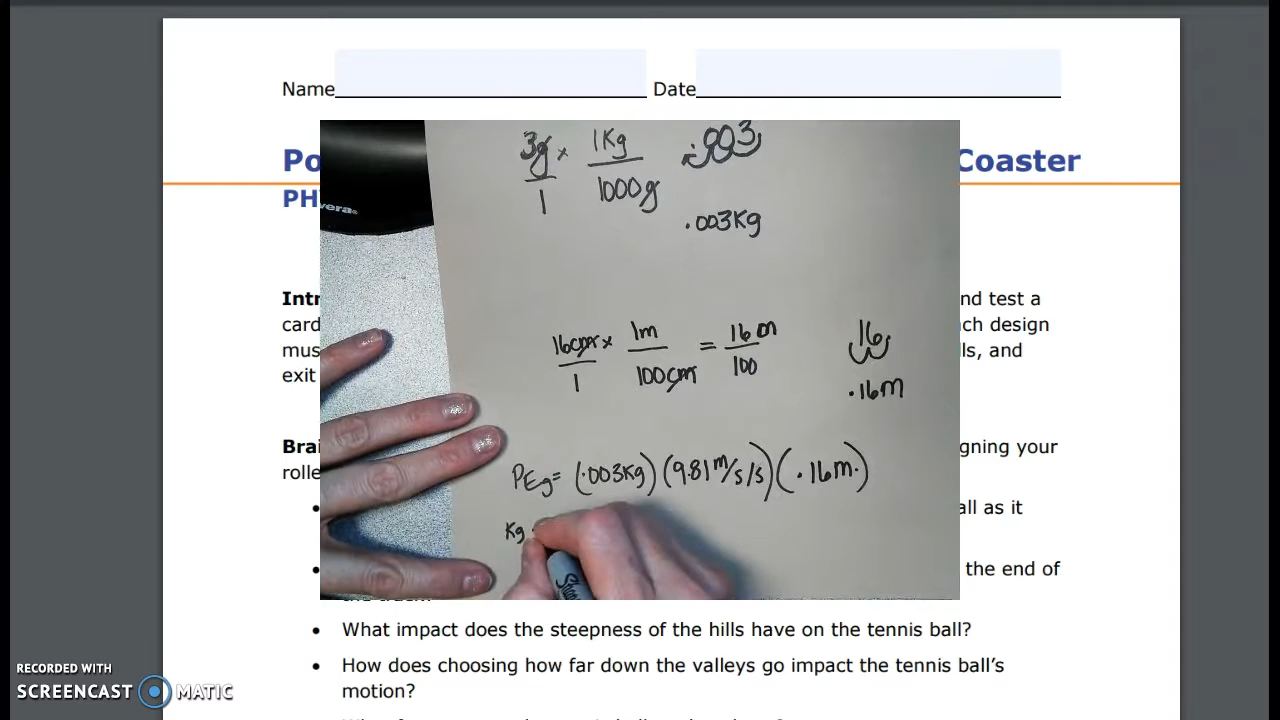 Name Date
Po Coaster
PH
vera®
3g/1 × 1Kg/1000g .003
.003Kg
Intr nd test a
card ch design
mus ls, and
exit
16cm/1 × 1m/100cm = 16m/100 16.
.16m
Brai gning your
rolle
PEg= (.003Kg)(9.81m/s/s)(.16m.)
• all as it
Kg
• the end of
• What impact does the steepness of the hills have on the tennis ball?
• How does choosing how far down the valleys go impact the tennis ball's
motion?
RECORDED WITH
SCREENCAST MATIC